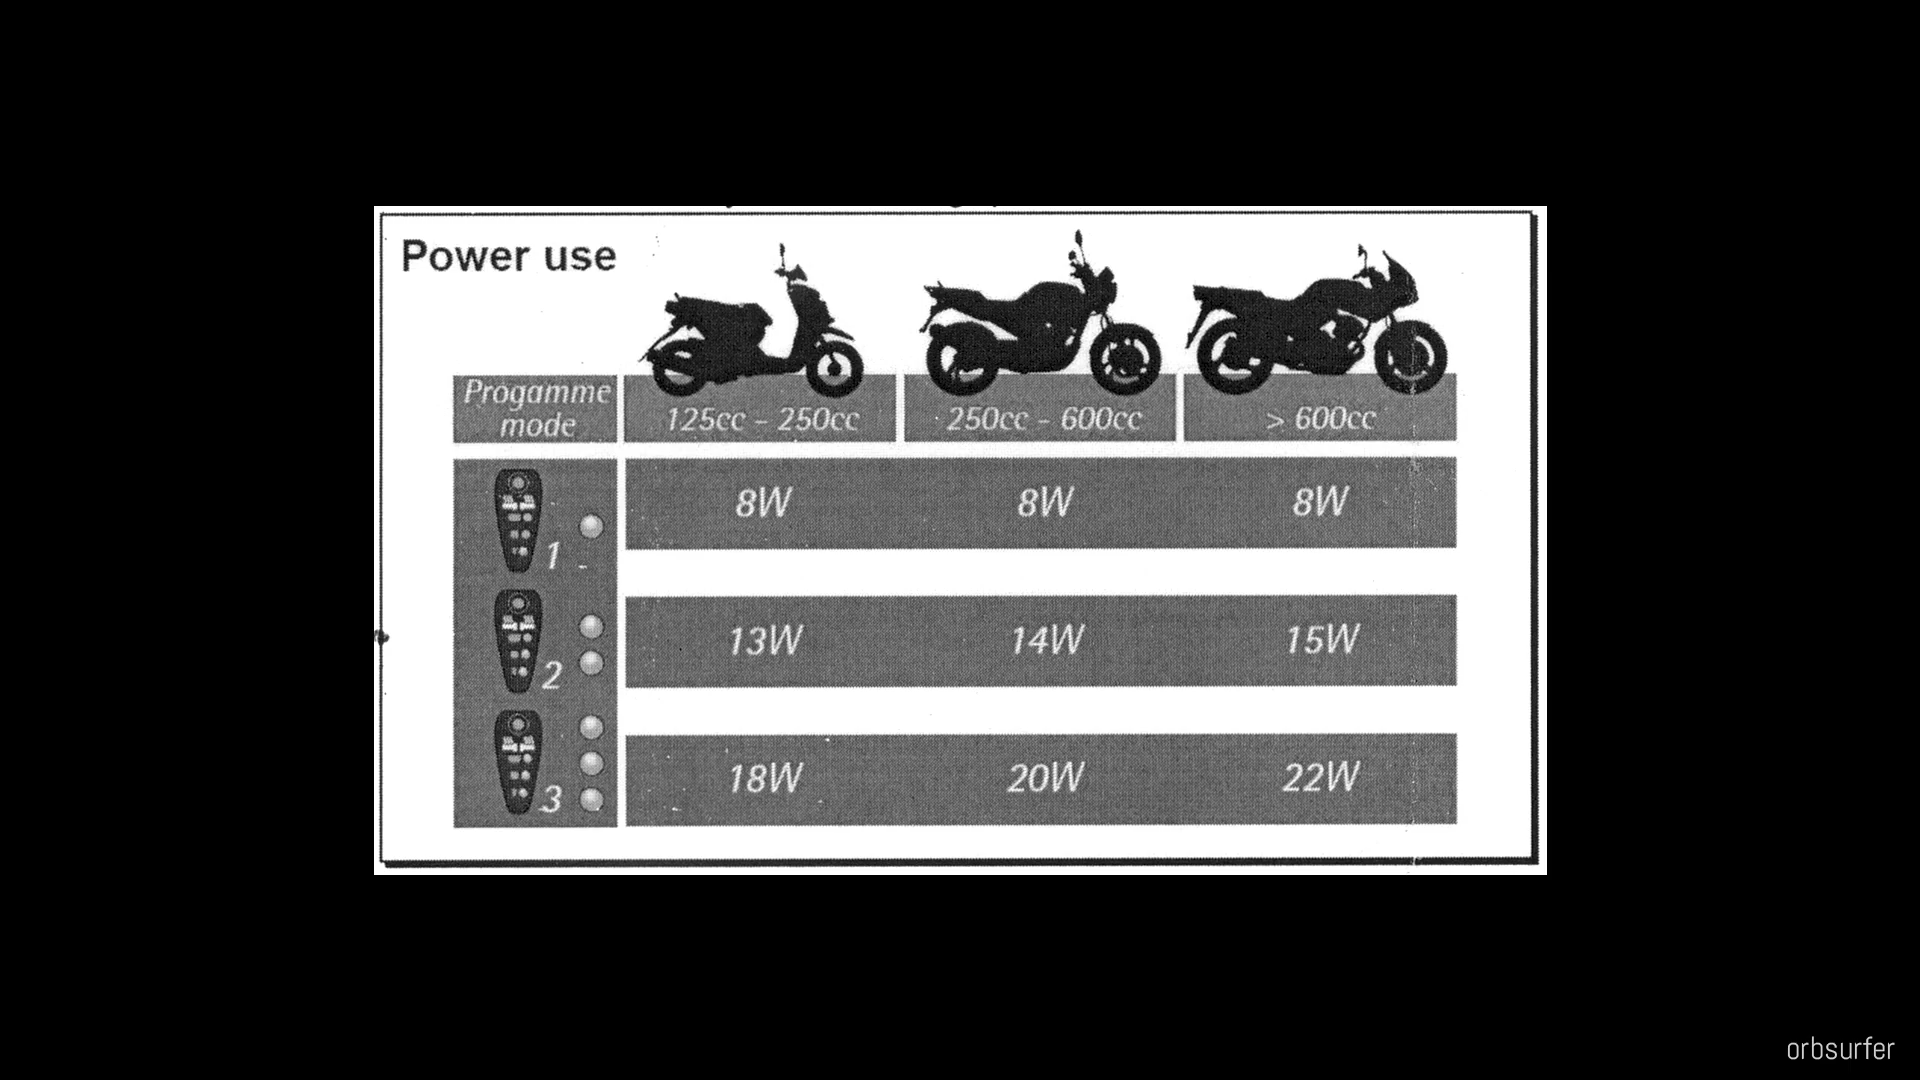 Power use
Progamme
mode
125cc - 250cc
250cc - 600cc
> 600cc
1
8W
8W
8W
2
13W
14W
15W
3
18W
20W
22W
orbsurfer